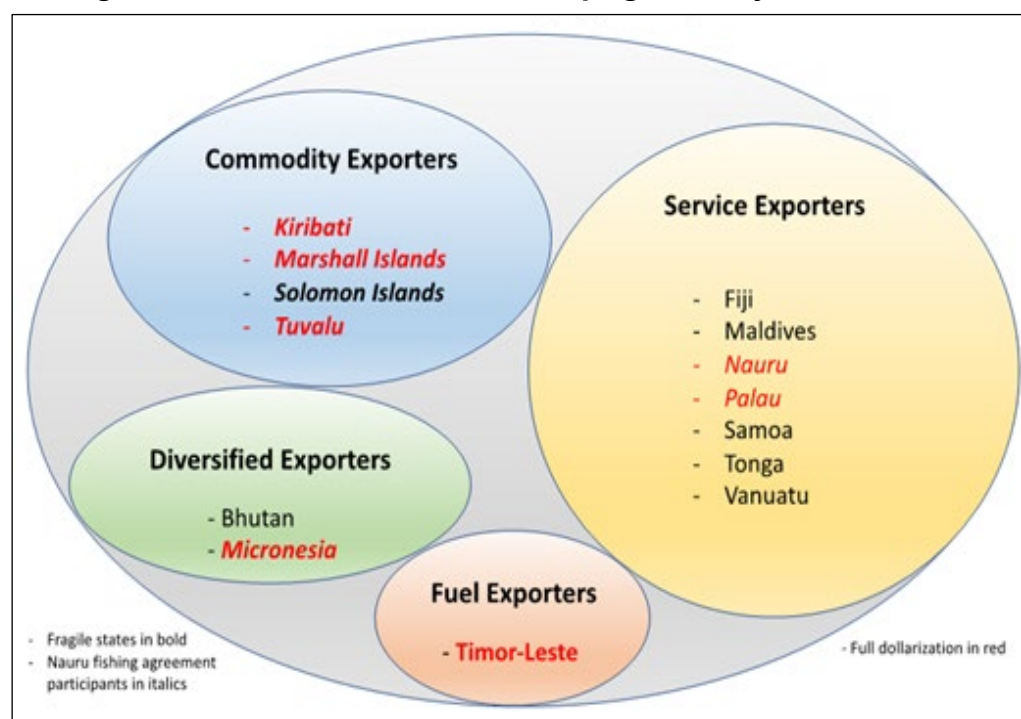 Commodity Exporters
- Kiribati
- Marshall Islands
- Solomon Islands
- Tuvalu
Service Exporters
- Fiji
- Maldives
- Nauru
- Palau
- Samoa
- Tonga
- Vanuatu
Diversified Exporters
- Bhutan
- Micronesia
Fuel Exporters
- Timor-Leste
- Fragile states in bold
- Nauru fishing agreement
participants in italics
- Full dollarization in red